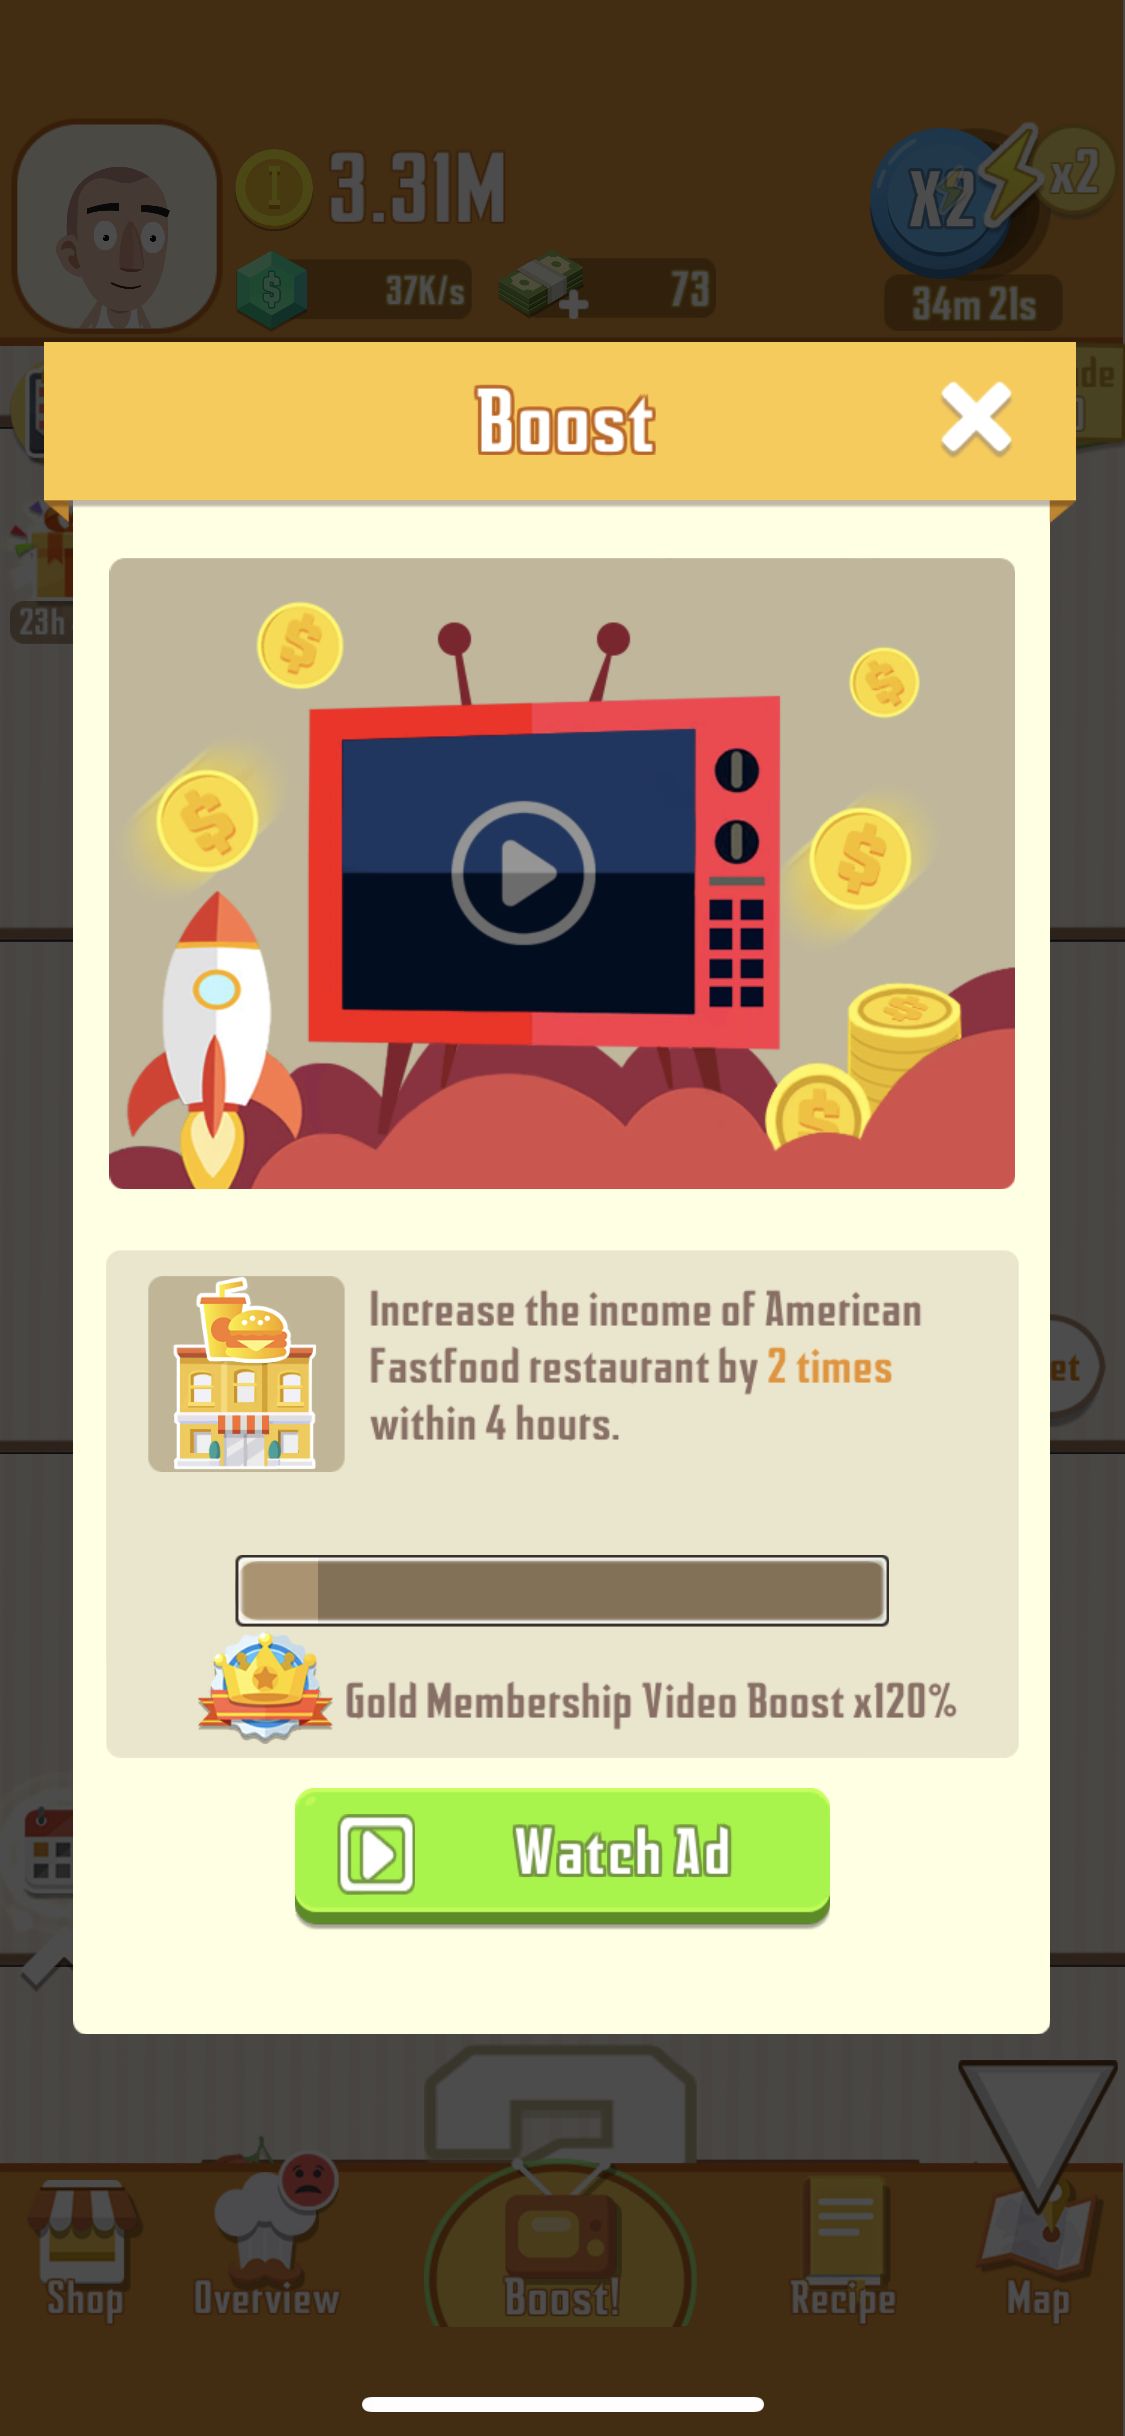 3.31M
X2
x2
37K/s
73
34m 21s
Boost
23h
Increase the income of American
Fastfood restaurant by 2 times
within 4 hours.
Gold Membership Video Boost x120%
Watch Ad
Shop
Overview
Boost!
Recipe
Map